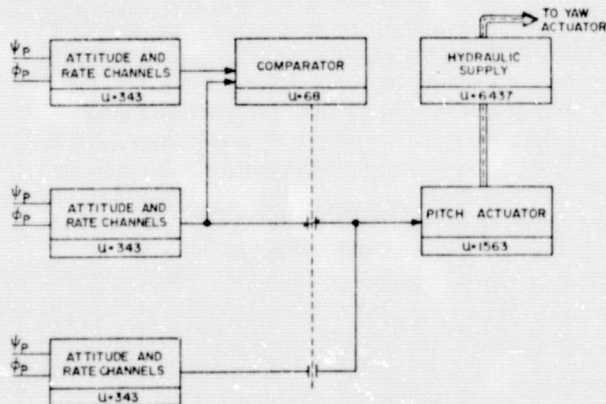 TO YAW
ACTUATOR
ψP
ϕP
ATTITUDE AND
RATE CHANNELS
U=343
COMPARATOR
U=68
HYDRAULIC
SUPPLY
U=6437
ψP
ϕP
ATTITUDE AND
RATE CHANNELS
U=343
PITCH ACTUATOR
U=1563
ψP
ϕP
ATTITUDE AND
RATE CHANNELS
U=343